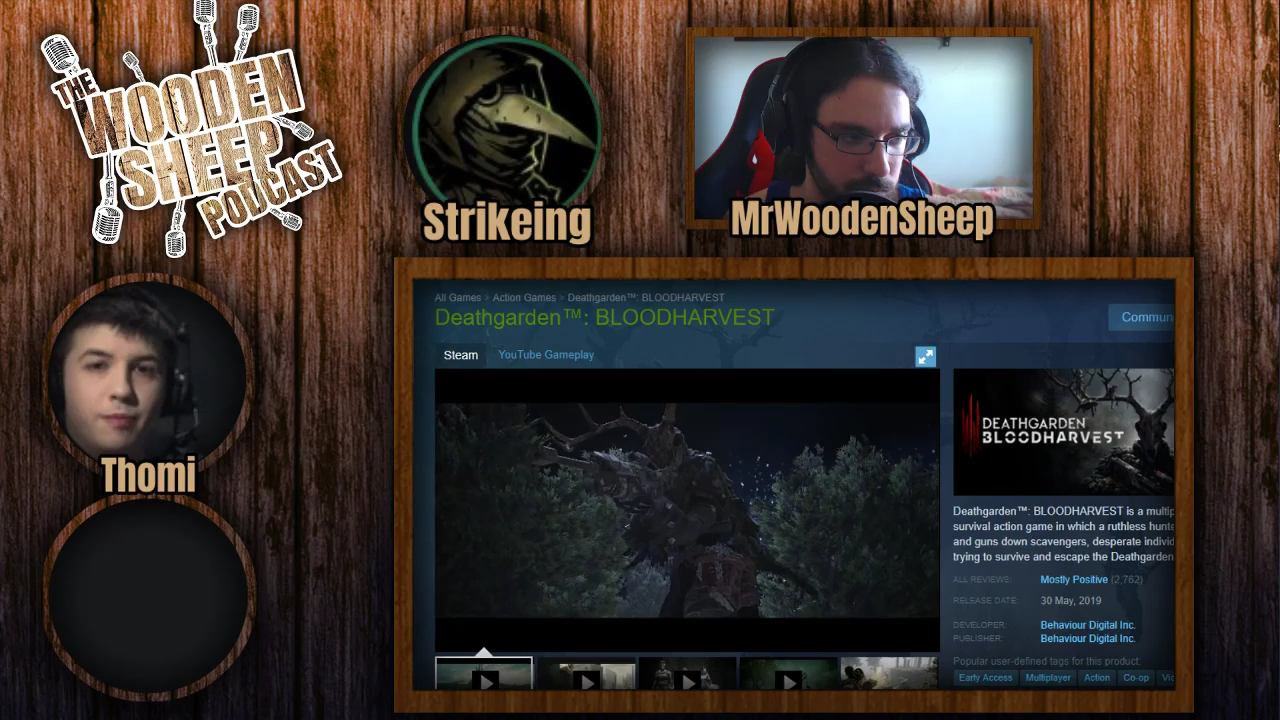 THE
WOODEN
SHEEP
PODCAST
Strikeing
MrWoodenSheep
Thomi
All Games > Action Games > Deathgarden™: BLOODHARVEST
Deathgarden™: BLOODHARVEST
Commun
Steam YouTube Gameplay
DEATHGARDEN
BLOODHARVEST
Deathgarden™: BLOODHARVEST is a multip
survival action game in which a ruthless hunte
and guns down scavengers, desperate individ
trying to survive and escape the Deathgarden
ALL REVIEWS: Mostly Positive (2,762)
RELEASE DATE: 30 May, 2019
DEVELOPER: Behaviour Digital Inc.
PUBLISHER: Behaviour Digital Inc.
Popular user-defined tags for this product:
Early Access Multiplayer Action Co-op Vio